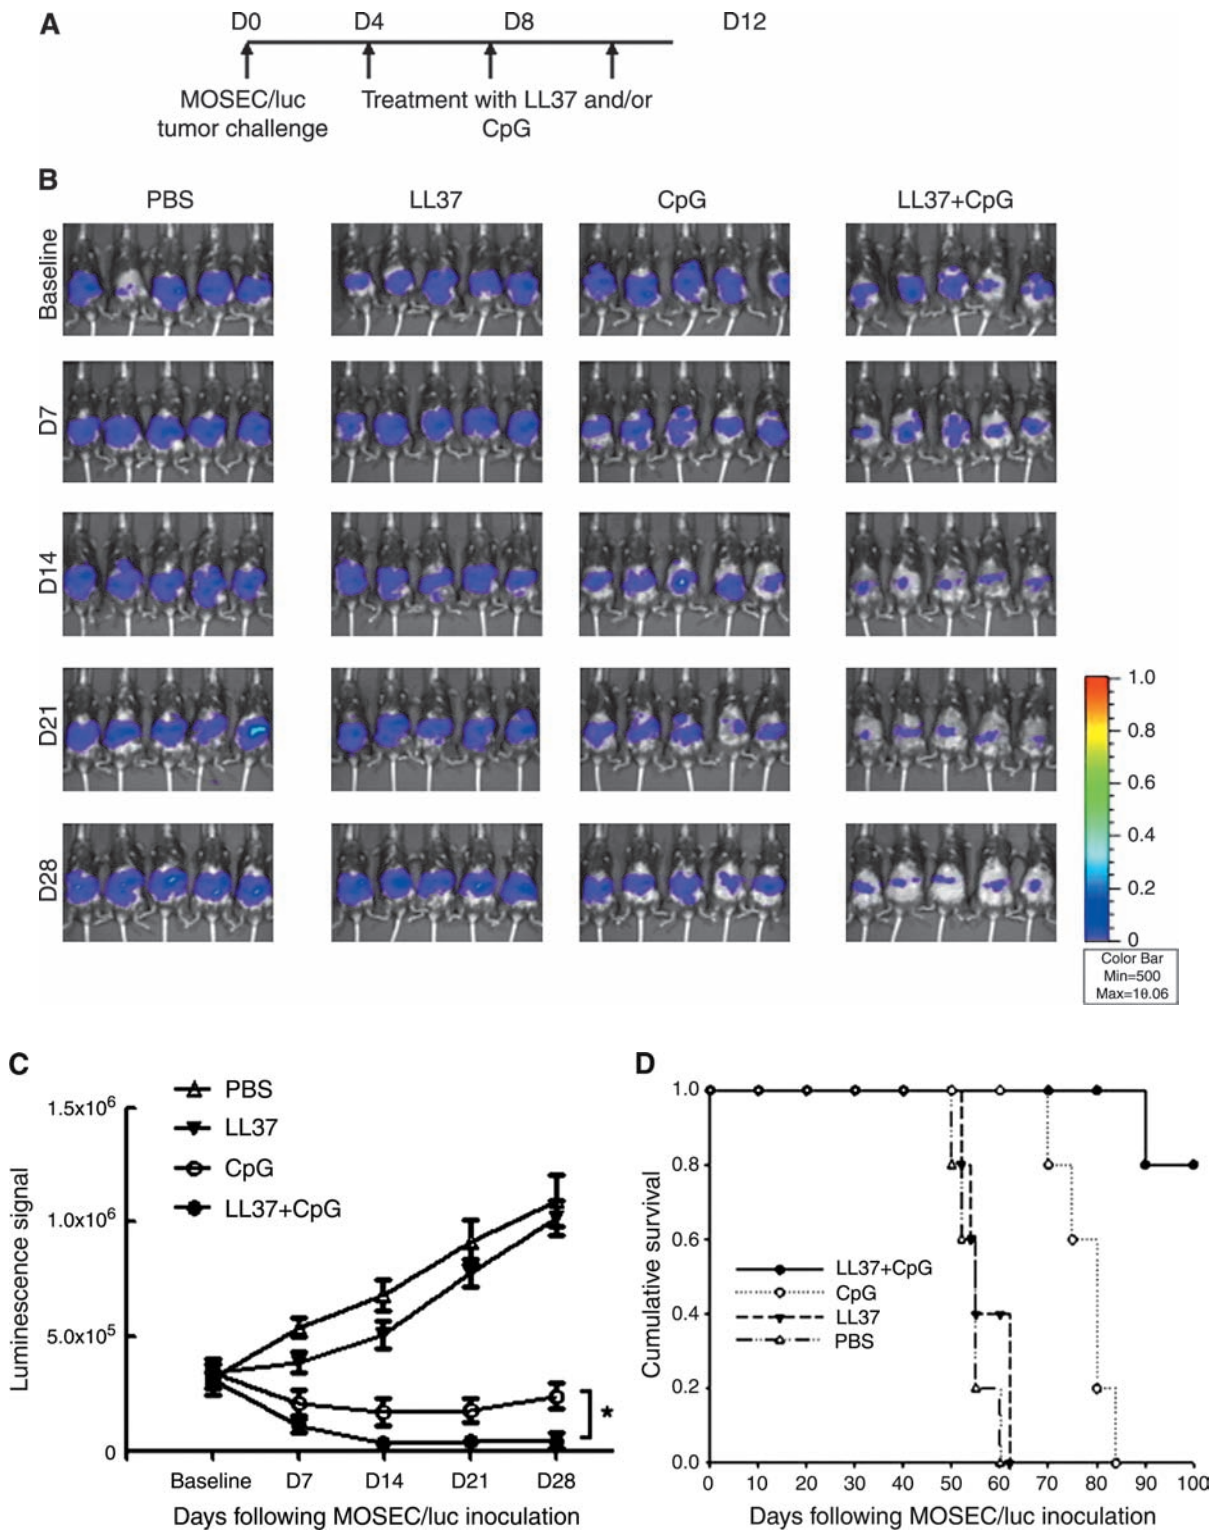 A
D0 D4 D8 D12
MOSEC/luc
tumor challenge
Treatment with LL37 and/or
CpG
B
PBS LL37 CpG LL37+CpG
Baseline
D7
D14
D21
D28
1.0
0.8
0.6
0.4
0.2
0
Color Bar
Min=500
Max=1θ.06
C
PBS
LL37
CpG
LL37+CpG
Luminescence signal
1.5x10⁶
1.0x10⁶
5.0x10⁵
0
*
Baseline D7 D14 D21 D28
Days following MOSEC/luc inoculation
D
Cumulative survival
1.0
0.8
0.6
0.4
0.2
0.0
LL37+CpG
CpG
LL37
PBS
0 10 20 30 40 50 60 70 80 90 100
Days following MOSEC/luc inoculation